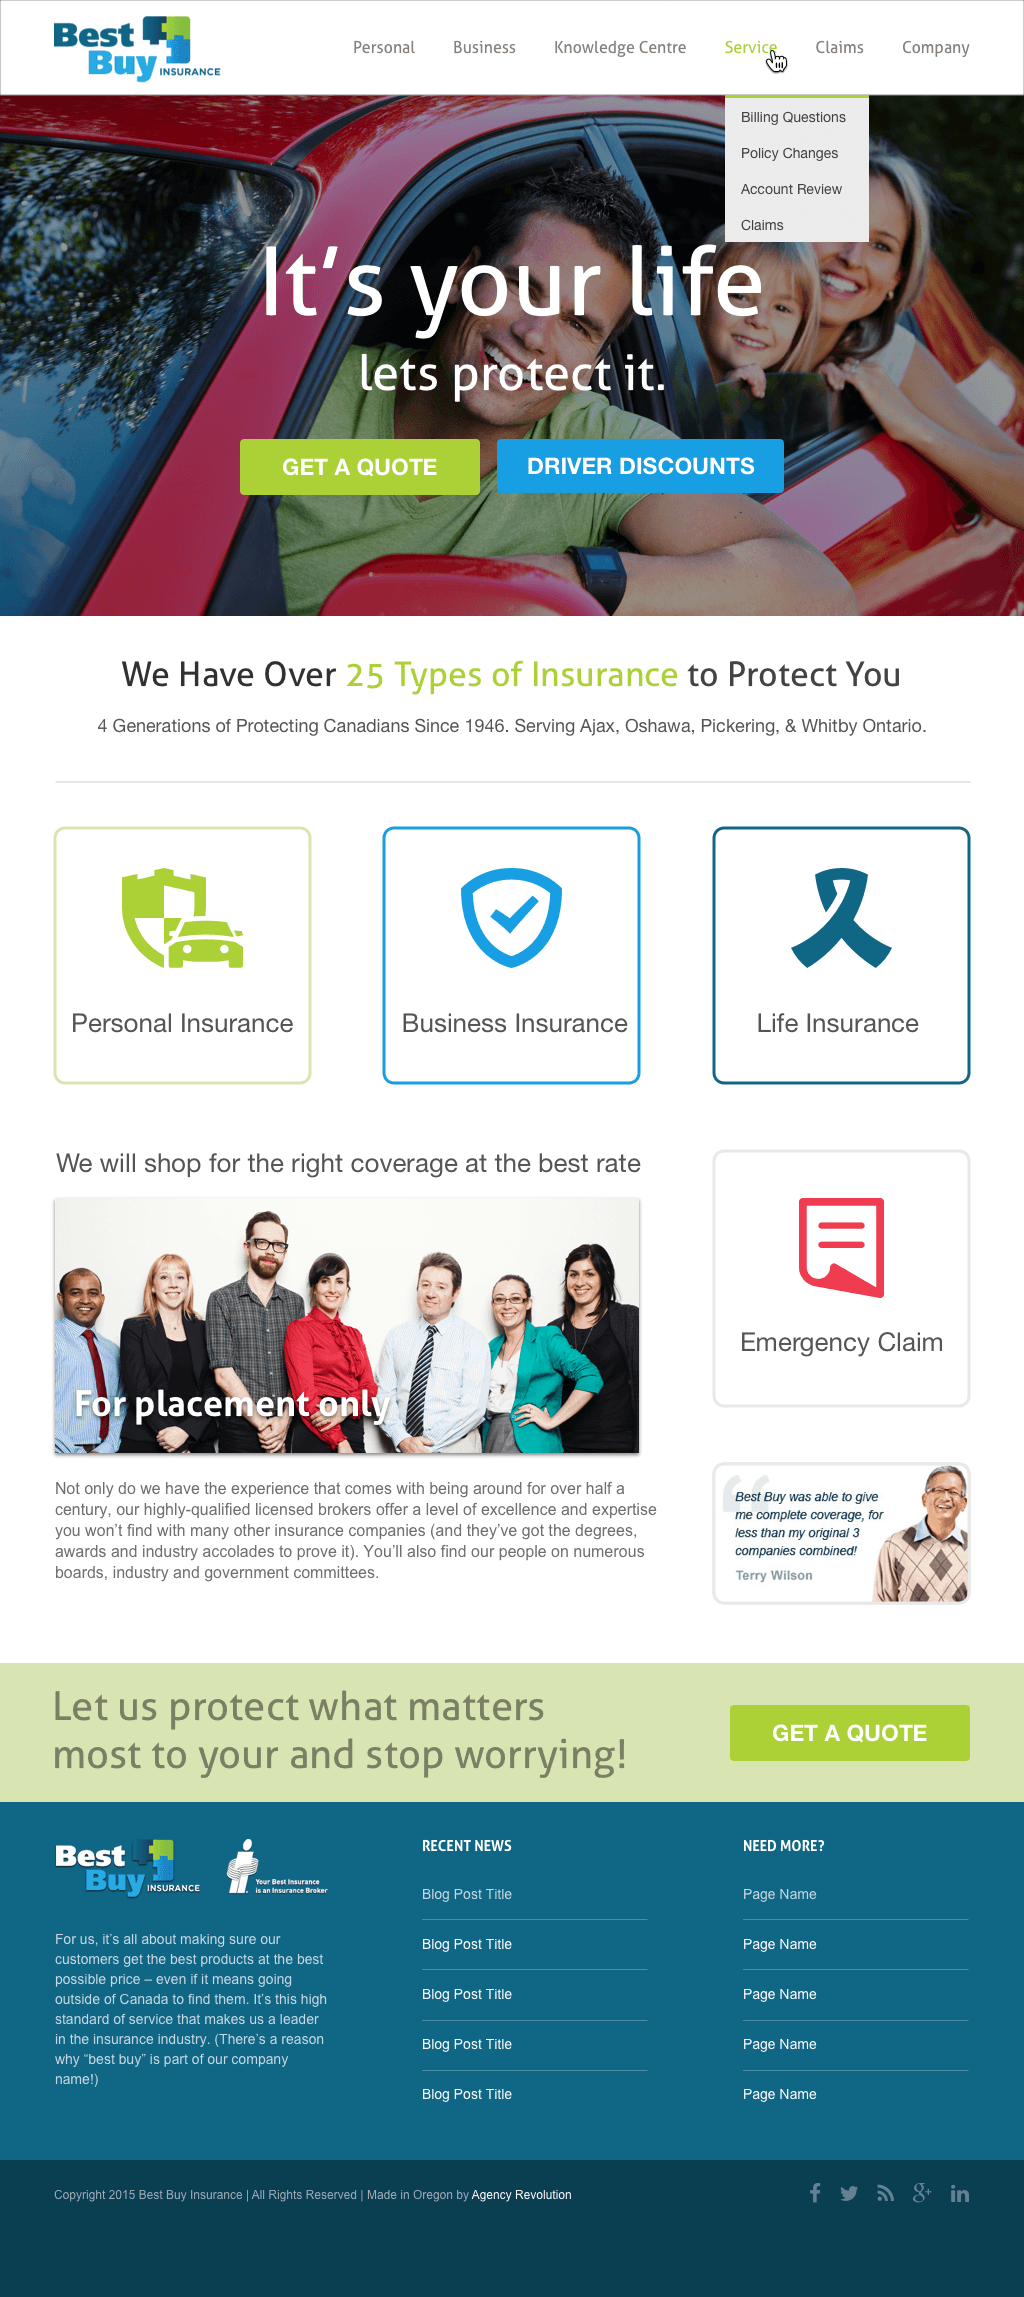 Best
Buy INSURANCE
Personal Business Knowledge Centre Service Claims Company
Billing Questions
Policy Changes
Account Review
Claims
It’s your life
lets protect it.
GET A QUOTE
DRIVER DISCOUNTS
We Have Over 25 Types of Insurance to Protect You
4 Generations of Protecting Canadians Since 1946. Serving Ajax, Oshawa, Pickering, & Whitby Ontario.
Personal Insurance
Business Insurance
Life Insurance
We will shop for the right coverage at the best rate
For placement only
Not only do we have the experience that comes with being around for over half a
century, our highly-qualified licensed brokers offer a level of excellence and expertise
you won’t find with many other insurance companies (and they’ve got the degrees,
awards and industry accolades to prove it). You’ll also find our people on numerous
boards, industry and government committees.
Emergency Claim
“
Best Buy was able to give
me complete coverage, for
less than my original 3
companies combined!
Terry Wilson
Let us protect what matters
most to your and stop worrying!
GET A QUOTE
Best
Buy INSURANCE
Your Best Insurance
is an Insurance Broker
For us, it’s all about making sure our
customers get the best products at the best
possible price – even if it means going
outside of Canada to find them. It’s this high
standard of service that makes us a leader
in the insurance industry. (There’s a reason
why “best buy” is part of our company
name!)
RECENT NEWS
Blog Post Title
Blog Post Title
Blog Post Title
Blog Post Title
Blog Post Title
NEED MORE?
Page Name
Page Name
Page Name
Page Name
Page Name
Copyright 2015 Best Buy Insurance | All Rights Reserved | Made in Oregon by Agency Revolution